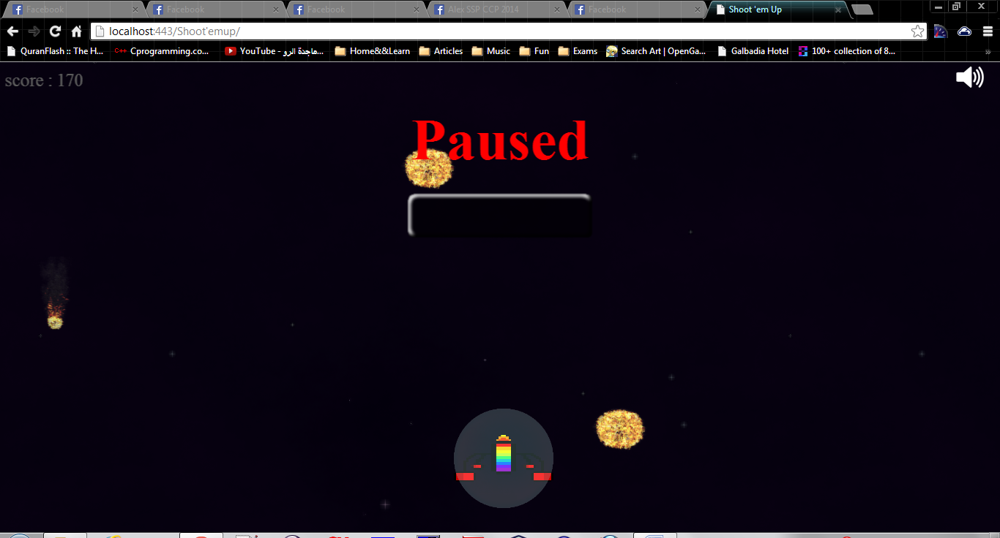 Facebook Facebook Facebook Alex SSP CCP 2014 Facebook Shoot 'em Up
localhost:443/Shoot'emup/
QuranFlash :: The H... Cprogramming.co... YouTube - ماجدة الرو... Home&&Learn Articles Music Fun Exams Search Art | OpenGa... Galbadia Hotel 100+ collection of 8... »
score : 170
Paused